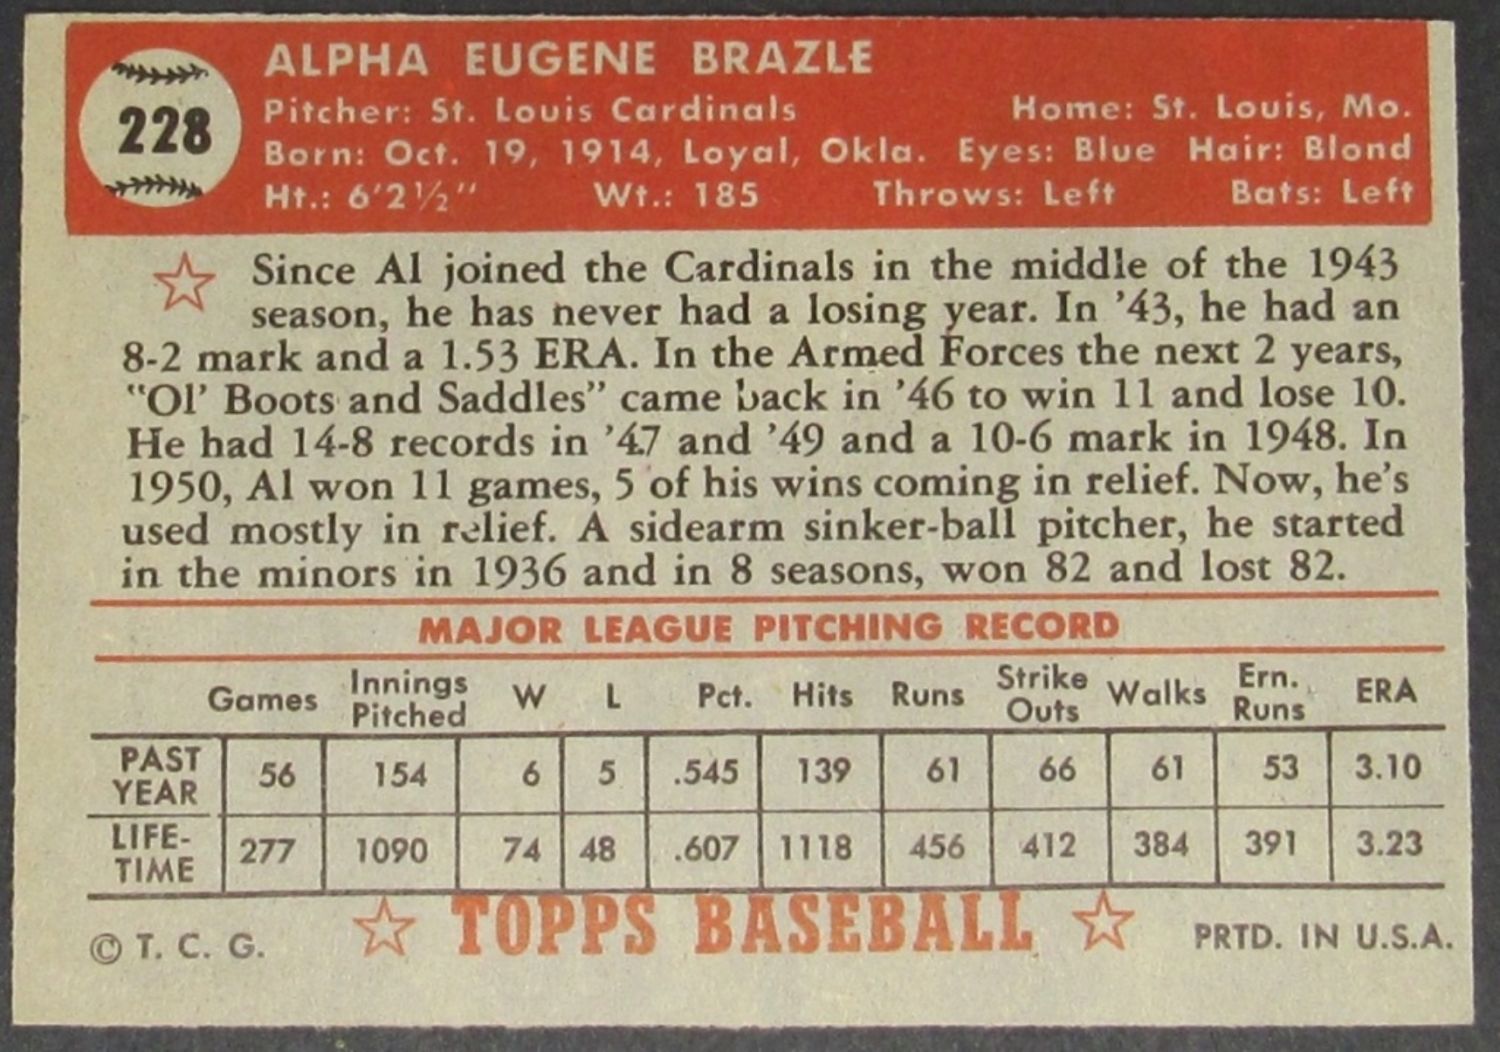 228
ALPHA EUGENE BRAZLE
Pitcher: St. Louis Cardinals Home: St. Louis, Mo.
Born: Oct. 19, 1914, Loyal, Okla. Eyes: Blue Hair: Blond
Ht.: 6'2½" Wt.: 185 Throws: Left Bats: Left
Since Al joined the Cardinals in the middle of the 1943
season, he has never had a losing year. In '43, he had an
8-2 mark and a 1.53 ERA. In the Armed Forces the next 2 years,
"Ol' Boots and Saddles" came back in '46 to win 11 and lose 10.
He had 14-8 records in '47 and '49 and a 10-6 mark in 1948. In
1950, Al won 11 games, 5 of his wins coming in relief. Now, he's
used mostly in relief. A sidearm sinker-ball pitcher, he started
in the minors in 1936 and in 8 seasons, won 82 and lost 82.
MAJOR LEAGUE PITCHING RECORD
Games Innings Pitched W L Pct. Hits Runs Strike Outs Walks Ern. Runs ERA
PAST YEAR 56 154 6 5 .545 139 61 66 61 53 3.10
LIFE-TIME 277 1090 74 48 .607 1118 456 412 384 391 3.23
© T. C. G. TOPPS BASEBALL PRTD. IN U.S.A.